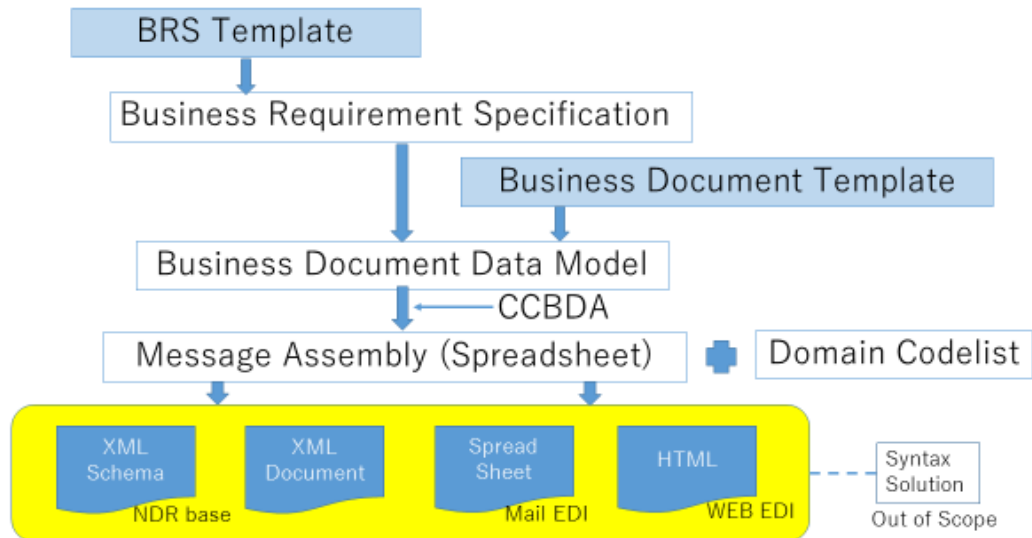 BRS Template
Business Requirement Specification
Business Document Template
Business Document Data Model
CCBDA
Message Assembly (Spreadsheet)
Domain Codelist
XML
Schema
XML
Document
Spread
Sheet
HTML
NDR base
Mail EDI
WEB EDI
Syntax
Solution
Out of Scope